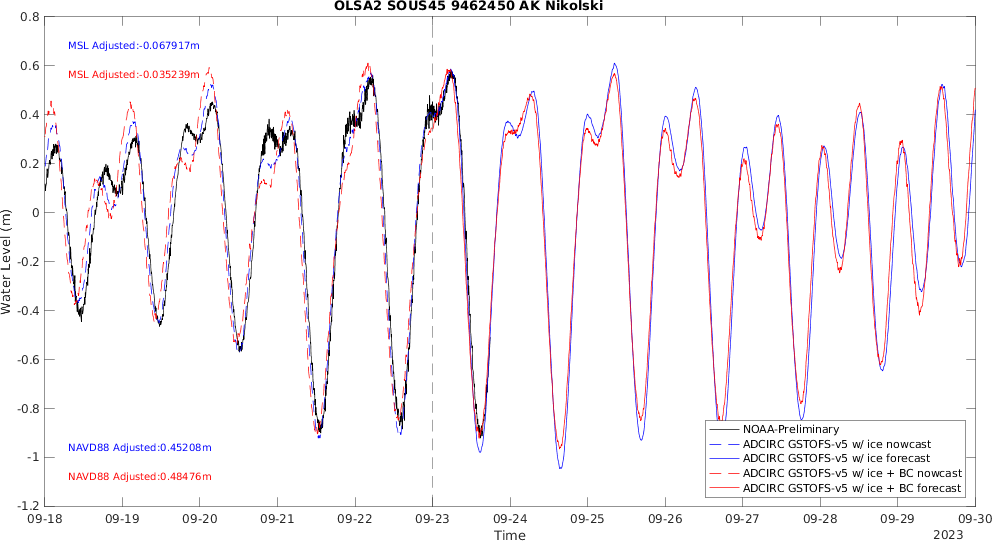 OLSA2 SOUS45 9462450 AK Nikolski
MSL Adjusted:-0.067917m
MSL Adjusted:-0.035239m
NAVD88 Adjusted:0.45208m
NAVD88 Adjusted:0.48476m
Water Level (m)
0.8
0.6
0.4
0.2
0
-0.2
-0.4
-0.6
-0.8
-1
-1.2
NOAA-Preliminary
ADCIRC GSTOFS-v5 w/ ice nowcast
ADCIRC GSTOFS-v5 w/ ice forecast
ADCIRC GSTOFS-v5 w/ ice + BC nowcast
ADCIRC GSTOFS-v5 w/ ice + BC forecast
09-18 09-19 09-20 09-21 09-22 09-23 09-24 09-25 09-26 09-27 09-28 09-29 09-30
Time
2023